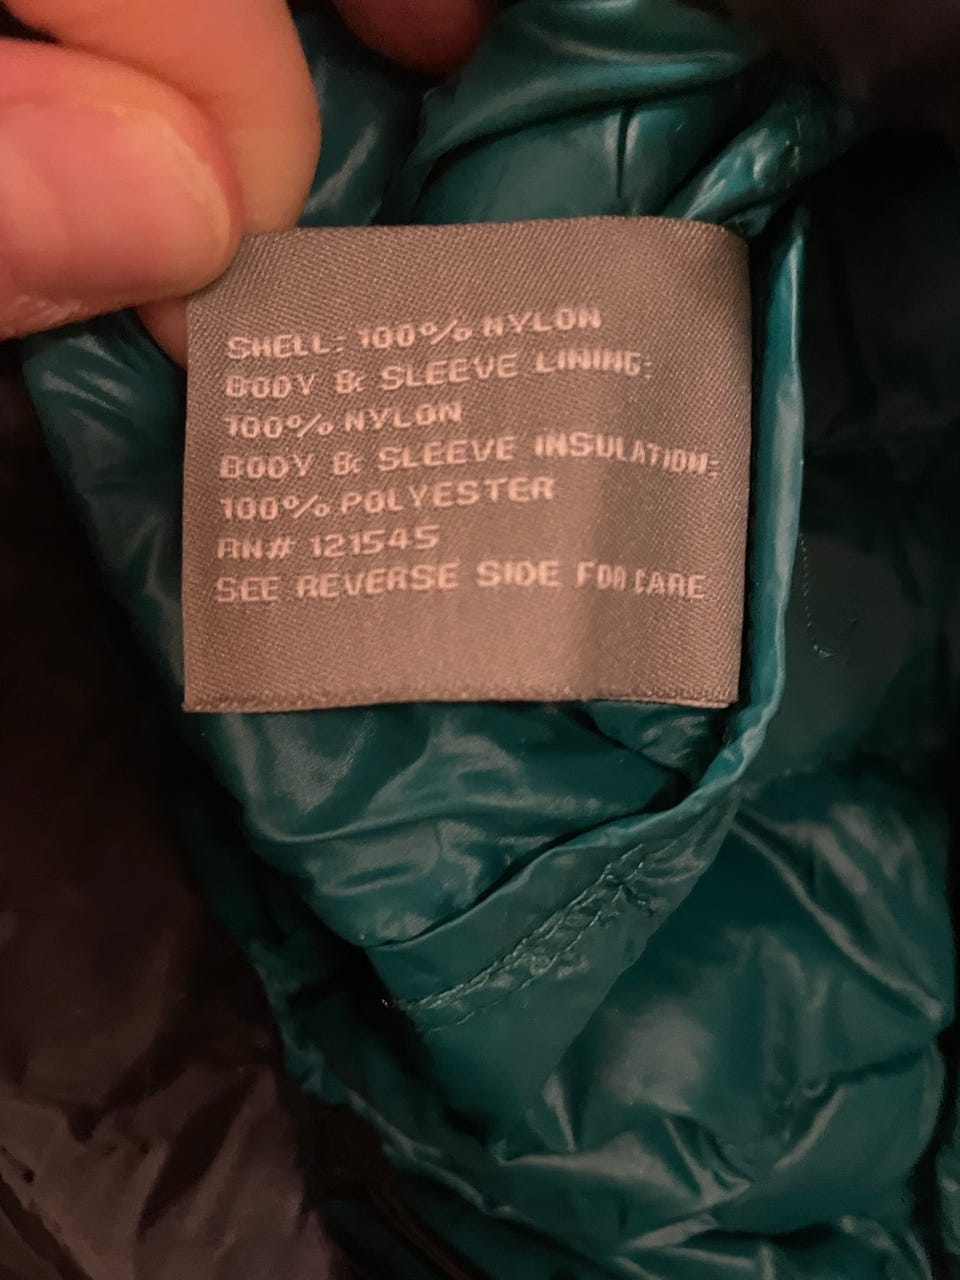 SHELL: 100% NYLON
BODY & SLEEVE LINING:
100% NYLON
BODY & SLEEVE INSULATION:
100% POLYESTER
RN# 121545
SEE REVERSE SIDE FOR CARE